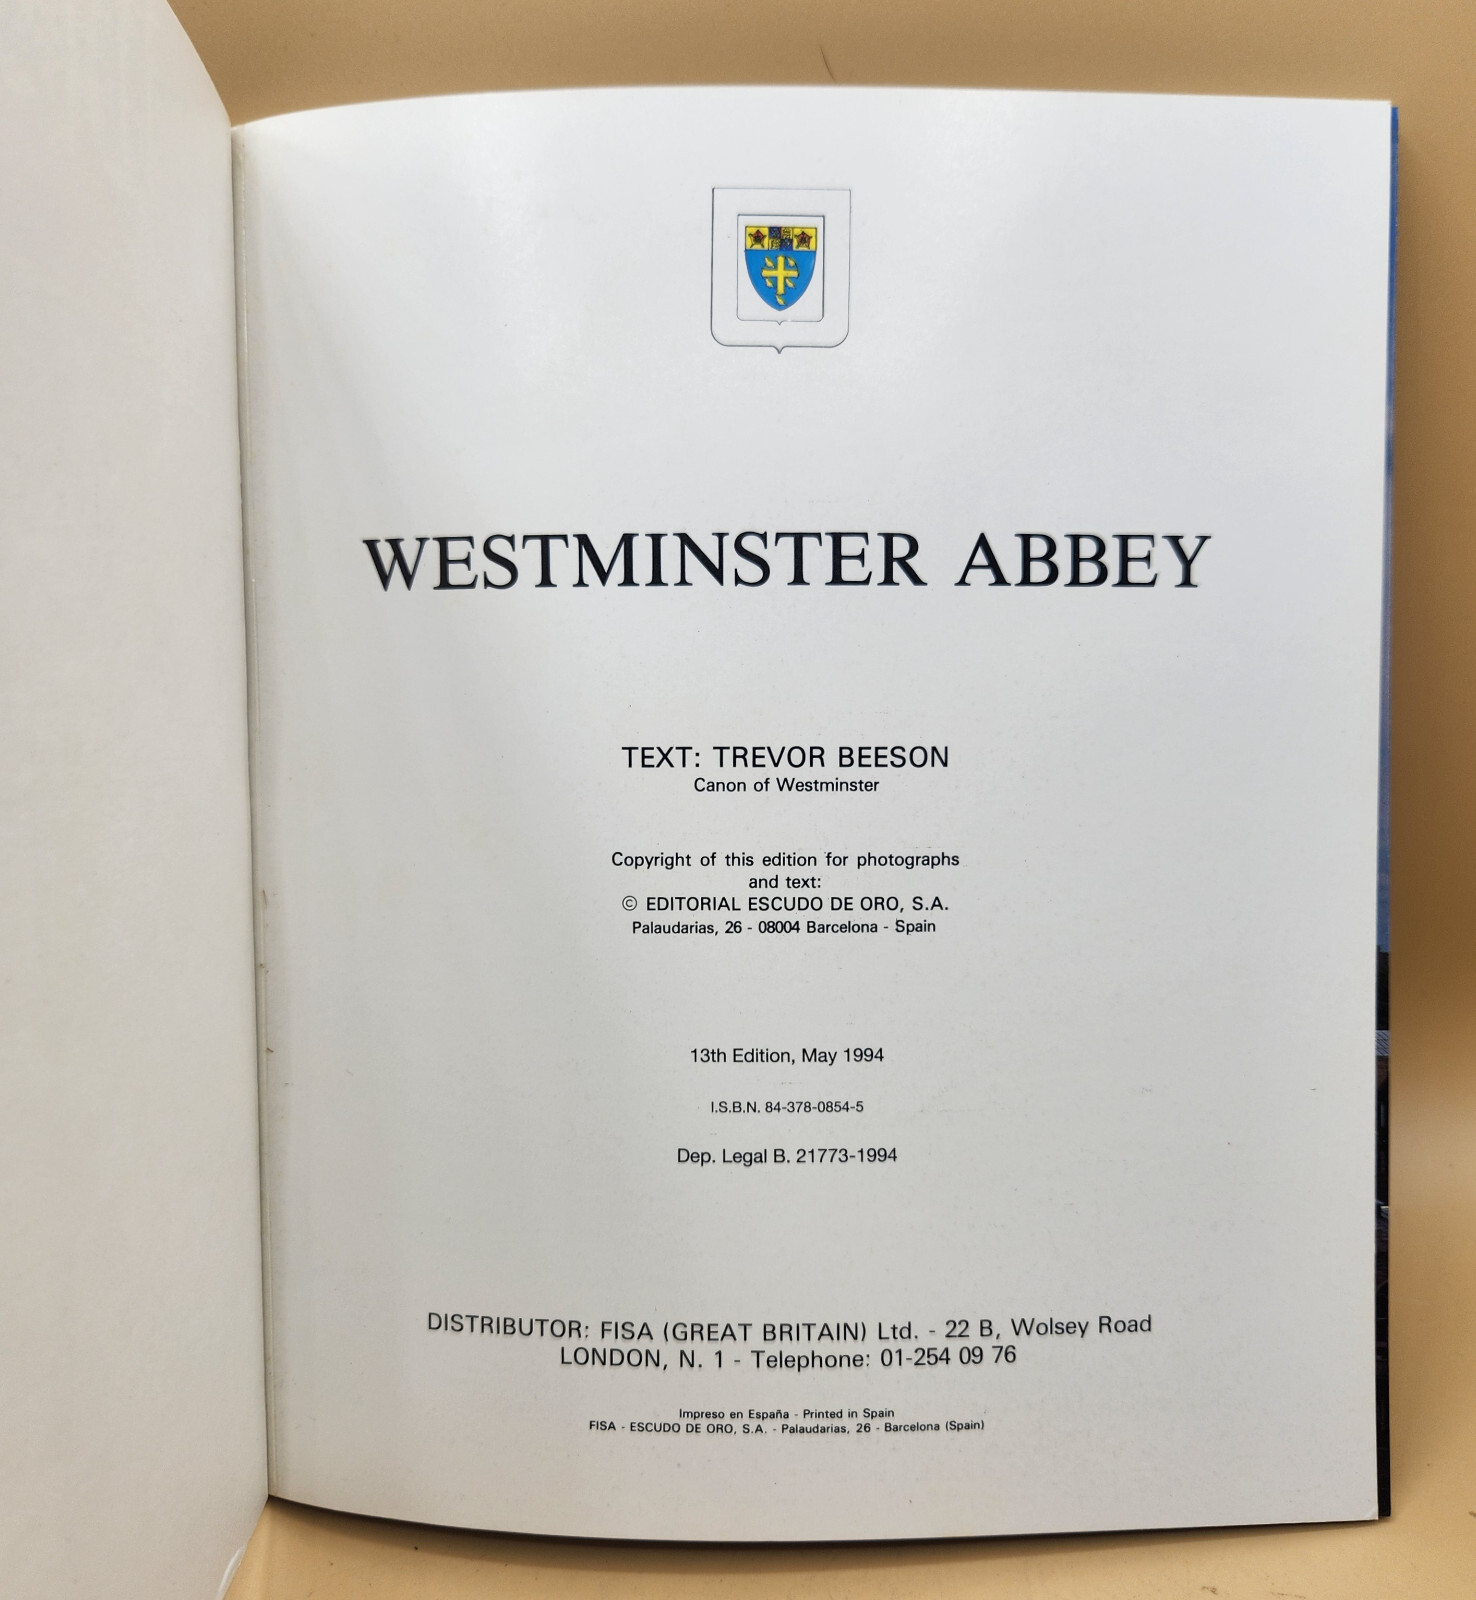 WESTMINSTER ABBEY
TEXT: TREVOR BEESON
Canon of Westminster
Copyright of this edition for photographs
and text:
© EDITORIAL ESCUDO DE ORO, S.A.
Palaudarias, 26 - 08004 Barcelona - Spain
13th Edition, May 1994
I.S.B.N. 84-378-0854-5
Dep. Legal B. 21773-1994
DISTRIBUTOR: FISA (GREAT BRITAIN) Ltd. - 22 B, Wolsey Road
LONDON, N. 1 - Telephone: 01-254 09 76
Impreso en España - Printed in Spain
FISA - ESCUDO DE ORO, S.A. - Palaudarias, 26 - Barcelona (Spain)